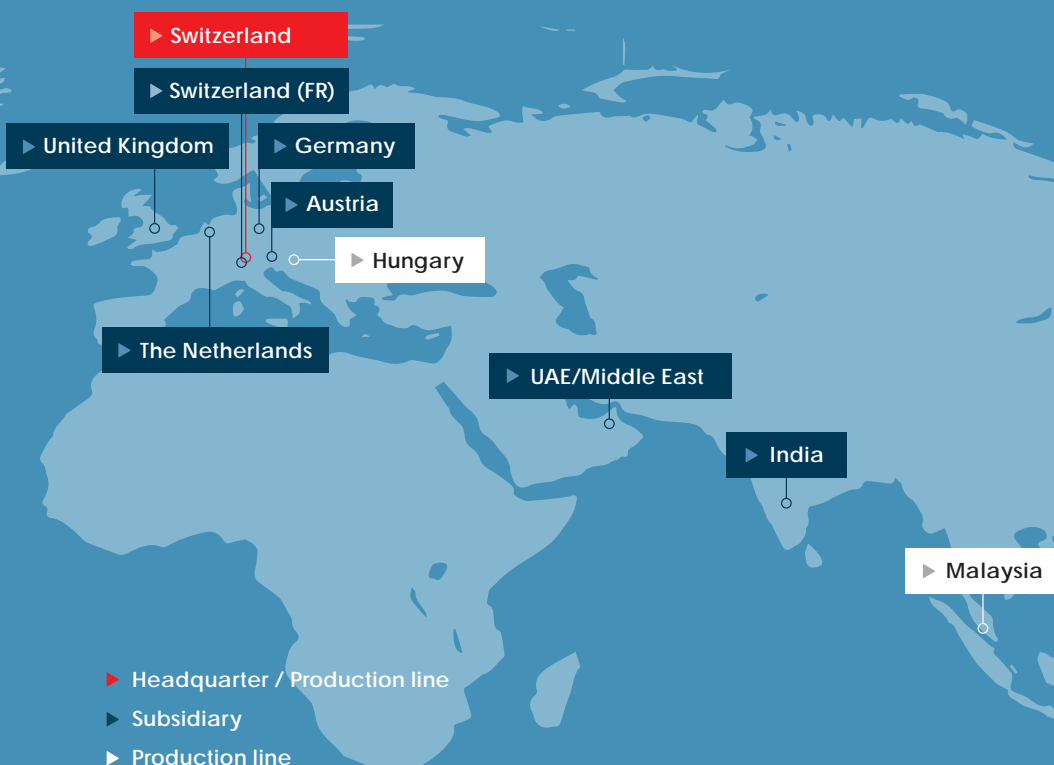 Switzerland
Switzerland (FR)
United Kingdom
Germany
Austria
Hungary
The Netherlands
UAE/Middle East
India
Malaysia
Headquarter / Production line
Subsidiary
Production line